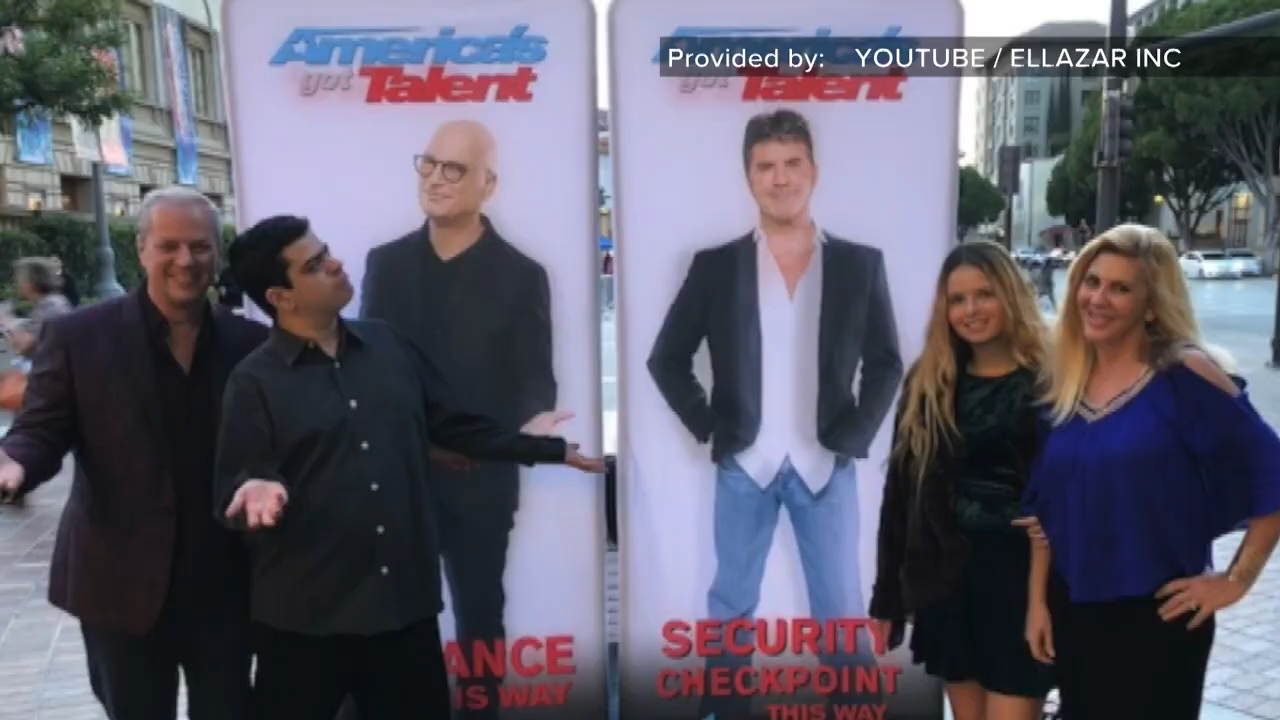 America's
got Talent
America's
got Talent
Provided by: YOUTUBE / ELLAZAR INC
ANCE
IS WAY
SECURITY
CHECKPOINT
THIS WAY